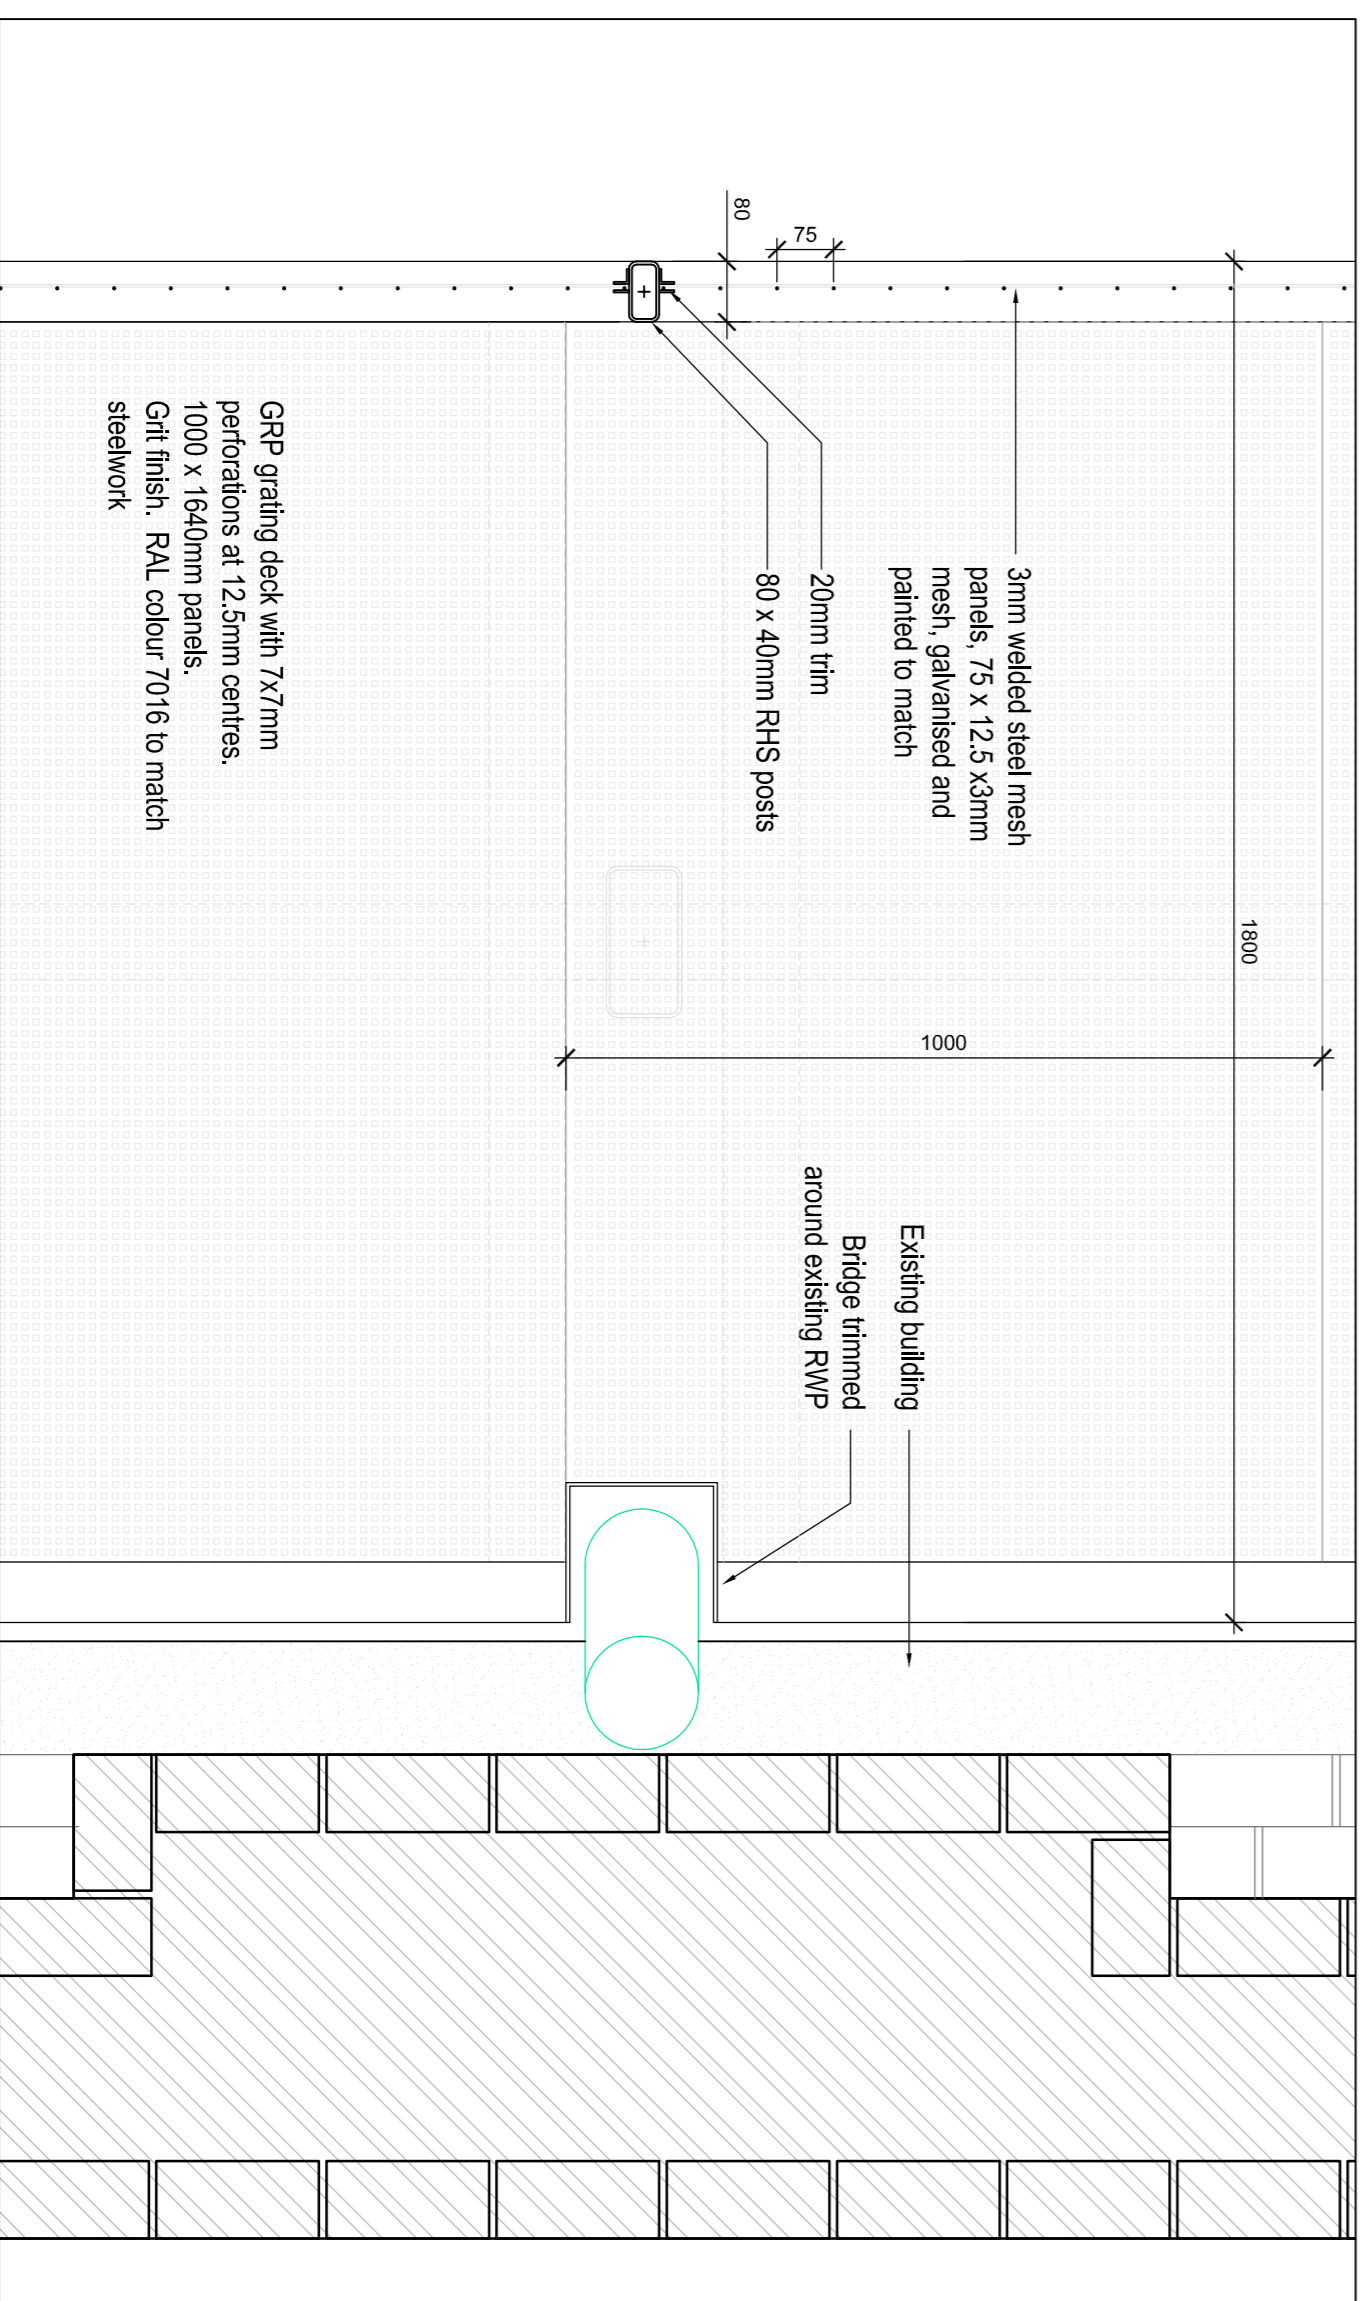 1800
1000
75
80
3mm welded steel mesh
panels, 75 x 12.5 x3mm
mesh, galvanised and
painted to match
20mm trim
80 x 40mm RHS posts
Existing building
Bridge trimmed
around existing RWP
GRP grating deck with 7x7mm
perforations at 12.5mm centres.
1000 x 1640mm panels.
Grit finish. RAL colour 7016 to match
steelwork